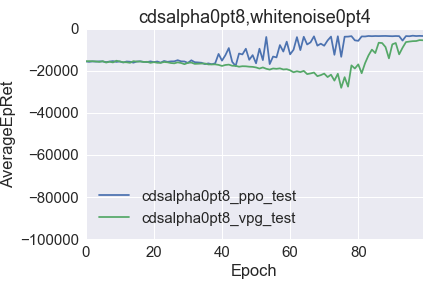 cdsalpha0pt8,whitenoise0pt4
AverageEpRet
0
−20000
−40000
−60000
−80000
−100000
cdsalpha0pt8_ppo_test
cdsalpha0pt8_vpg_test
0 20 40 60 80
Epoch